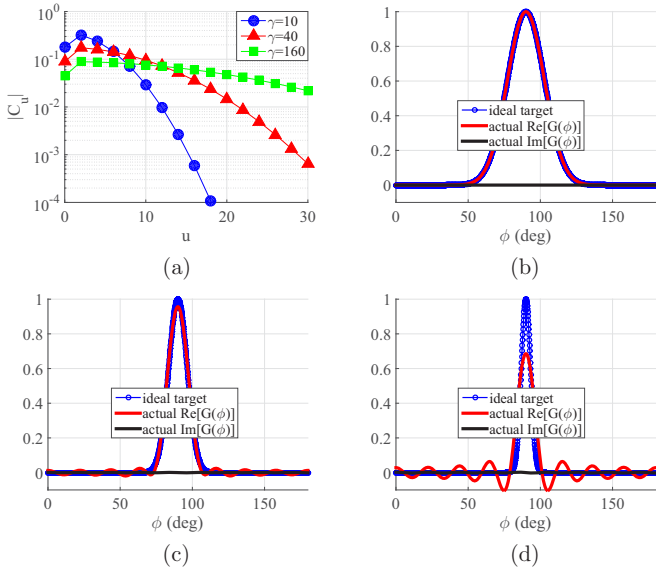 10^0
10^-1
10^-2
10^-3
10^-4
|C_u|
0 10 20 30
u
γ=10
γ=40
γ=160
(a)
1
0.8
0.6
0.4
0.2
0
0 50 100 150
ϕ (deg)
ideal target
actual Re[G(ϕ)]
actual Im[G(ϕ)]
(b)
1
0.8
0.6
0.4
0.2
0
0 50 100 150
ϕ (deg)
ideal target
actual Re[G(ϕ)]
actual Im[G(ϕ)]
(c)
1
0.8
0.6
0.4
0.2
0
0 50 100 150
ϕ (deg)
ideal target
actual Re[G(ϕ)]
actual Im[G(ϕ)]
(d)